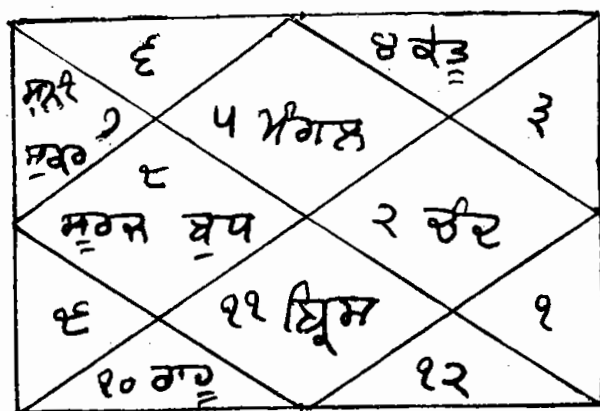 ੬
੪ ਕੇਤੂ
ਸ਼ਨੀ
੭
ਸ਼ੁਕਰ
੫ ਮੰਗਲ
੩
੮
ਸੂਰਜ ਬੁਧ
੨ ਚੰਦ
੯
੧੧ ਬ੍ਰਿਸ
੧
੧੦ ਰਾਹੂ
੧੨